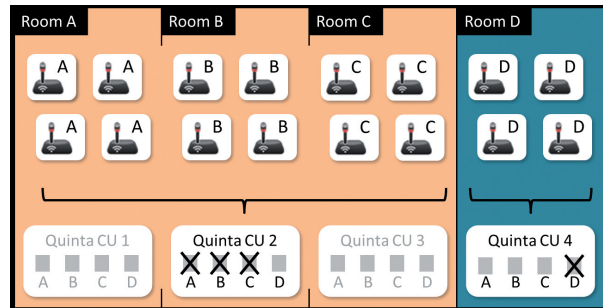 Room A Room B Room C Room D
A A B B C C D D
A A B B C C D D
Quinta CU 1 Quinta CU 2 Quinta CU 3 Quinta CU 4
A B C D A B C D A B C D A B C D